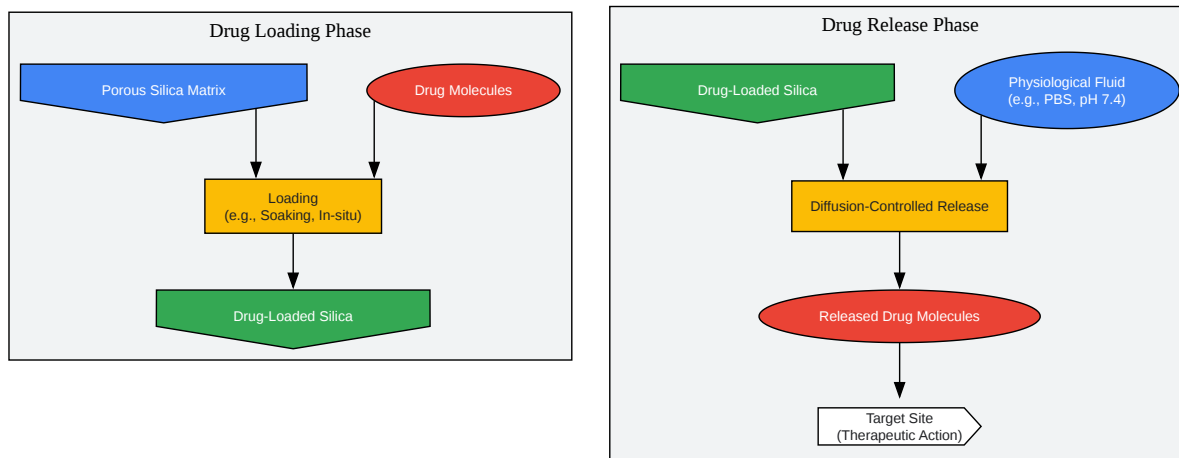 Drug Loading Phase
Porous Silica Matrix
Drug Molecules
Loading
(e.g., Soaking, In-situ)
Drug-Loaded Silica
Drug Release Phase
Drug-Loaded Silica
Physiological Fluid
(e.g., PBS, pH 7.4)
Diffusion-Controlled Release
Released Drug Molecules
Target Site
(Therapeutic Action)